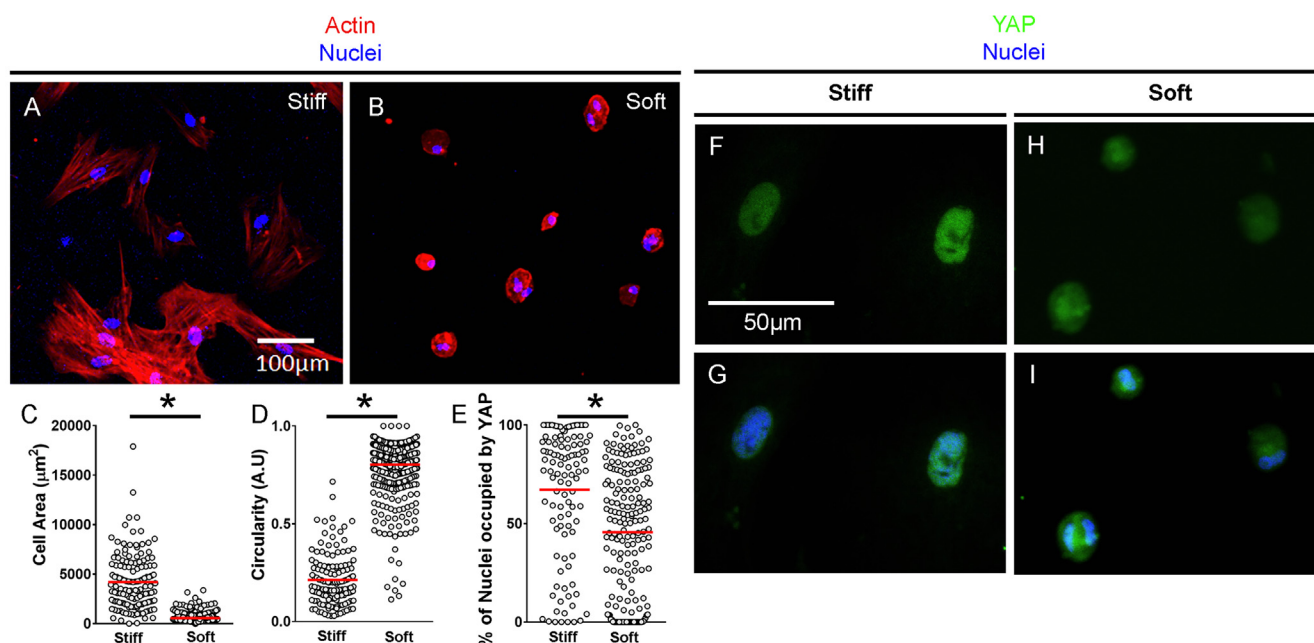 Actin
Nuclei
YAP
Nuclei
Stiff
Soft
A
Stiff
B
Soft
F
H
100µm
50µm
G
I
C
*
D
*
E
*
Cell Area (µm²)
20000
15000
10000
5000
0
Stiff
Soft
Circularity (A.U)
1.0
0.5
0.0
Stiff
Soft
% of Nuclei occupied by YAP
100
50
0
Stiff
Soft